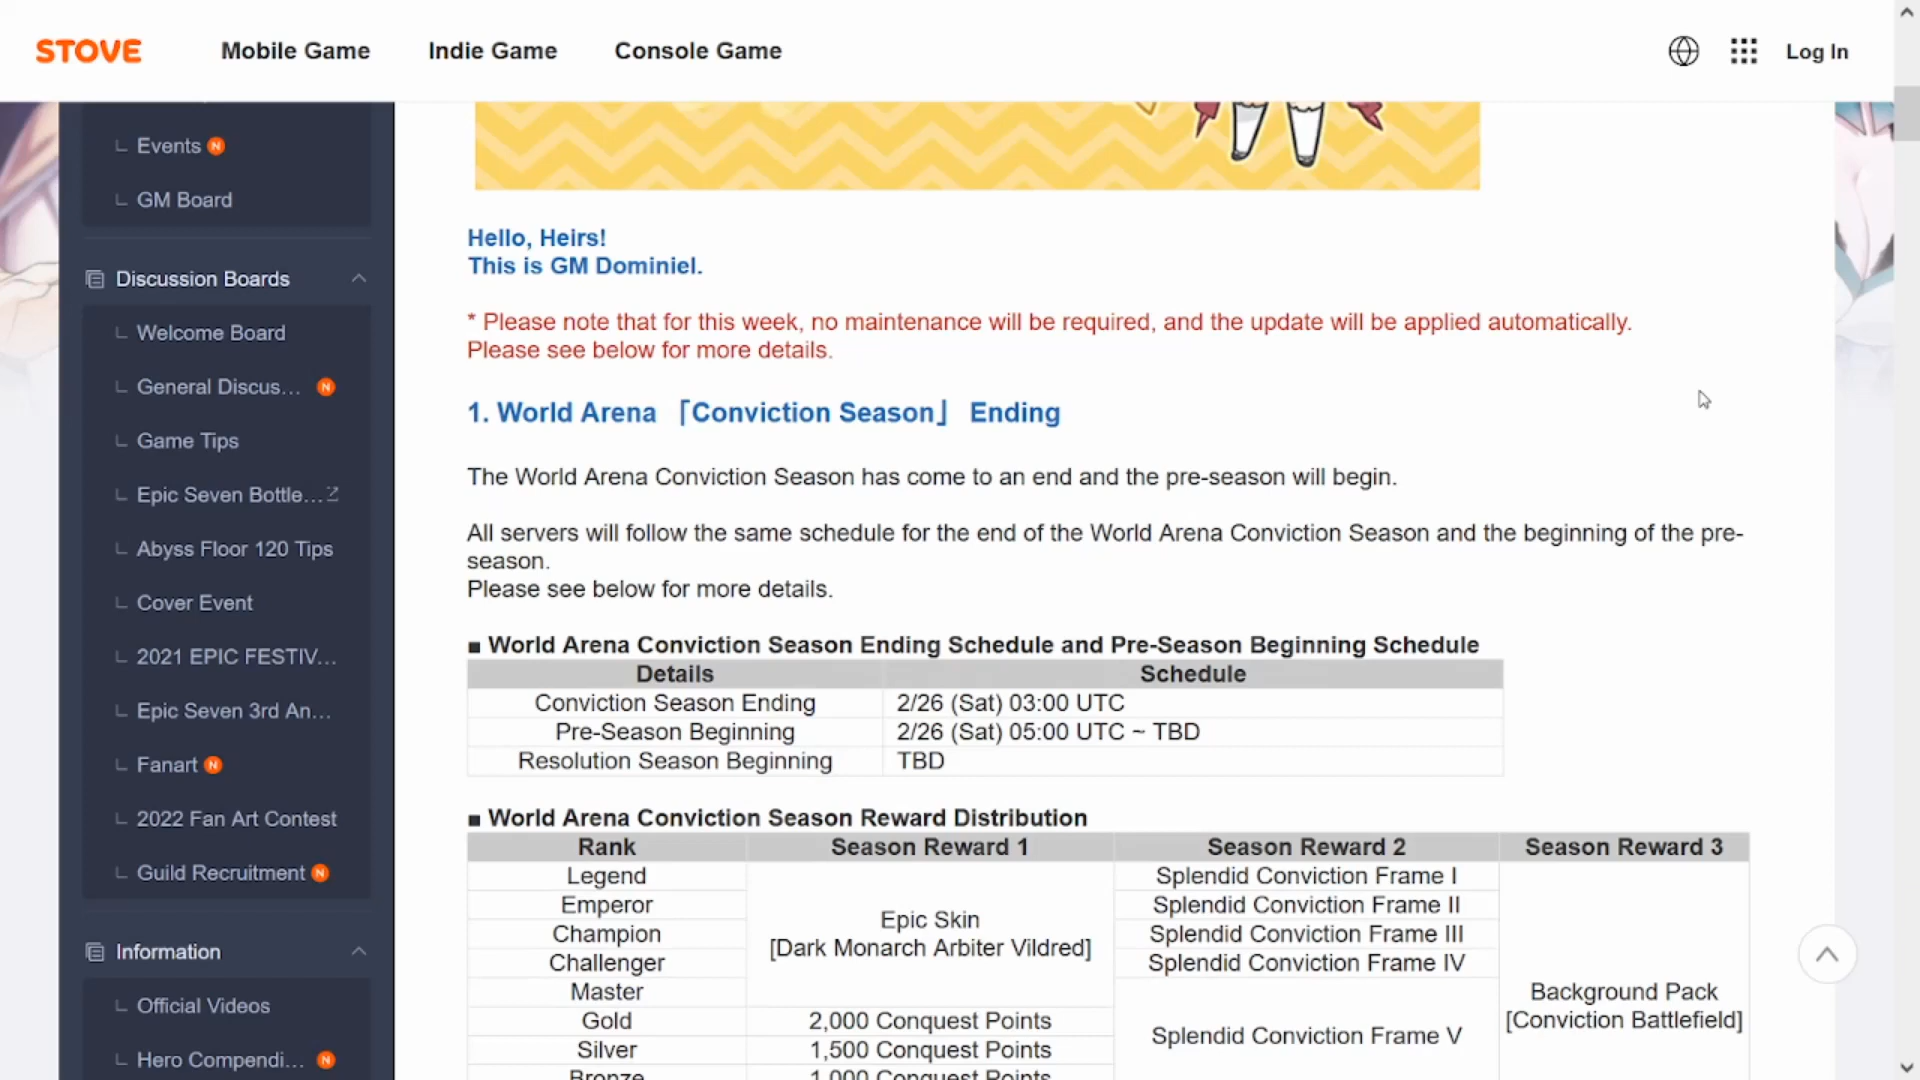 STOVE
Mobile Game
Indie Game
Console Game
Log In
Events N
GM Board
Discussion Boards
Welcome Board
General Discus... N
Game Tips
Epic Seven Bottle...
Abyss Floor 120 Tips
Cover Event
2021 EPIC FESTIV...
Epic Seven 3rd An...
Fanart N
2022 Fan Art Contest
Guild Recruitment N
Information
Official Videos
Hero Compendi... N
Hello, Heirs!
This is GM Dominiel.
* Please note that for this week, no maintenance will be required, and the update will be applied automatically.
Please see below for more details.
1. World Arena 「Conviction Season」 Ending
The World Arena Conviction Season has come to an end and the pre-season will begin.
All servers will follow the same schedule for the end of the World Arena Conviction Season and the beginning of the pre-
season.
Please see below for more details.
■ World Arena Conviction Season Ending Schedule and Pre-Season Beginning Schedule
Details Schedule
Conviction Season Ending 2/26 (Sat) 03:00 UTC
Pre-Season Beginning 2/26 (Sat) 05:00 UTC ~ TBD
Resolution Season Beginning TBD
■ World Arena Conviction Season Reward Distribution
Rank Season Reward 1 Season Reward 2 Season Reward 3
Legend Splendid Conviction Frame I
Emperor Splendid Conviction Frame II
Epic Skin
[Dark Monarch Arbiter Vildred]
Champion Splendid Conviction Frame III
Challenger Splendid Conviction Frame IV
Master
Background Pack
[Conviction Battlefield]
Gold 2,000 Conquest Points
Splendid Conviction Frame V
Silver 1,500 Conquest Points
Bronze 1,000 Conquest Points